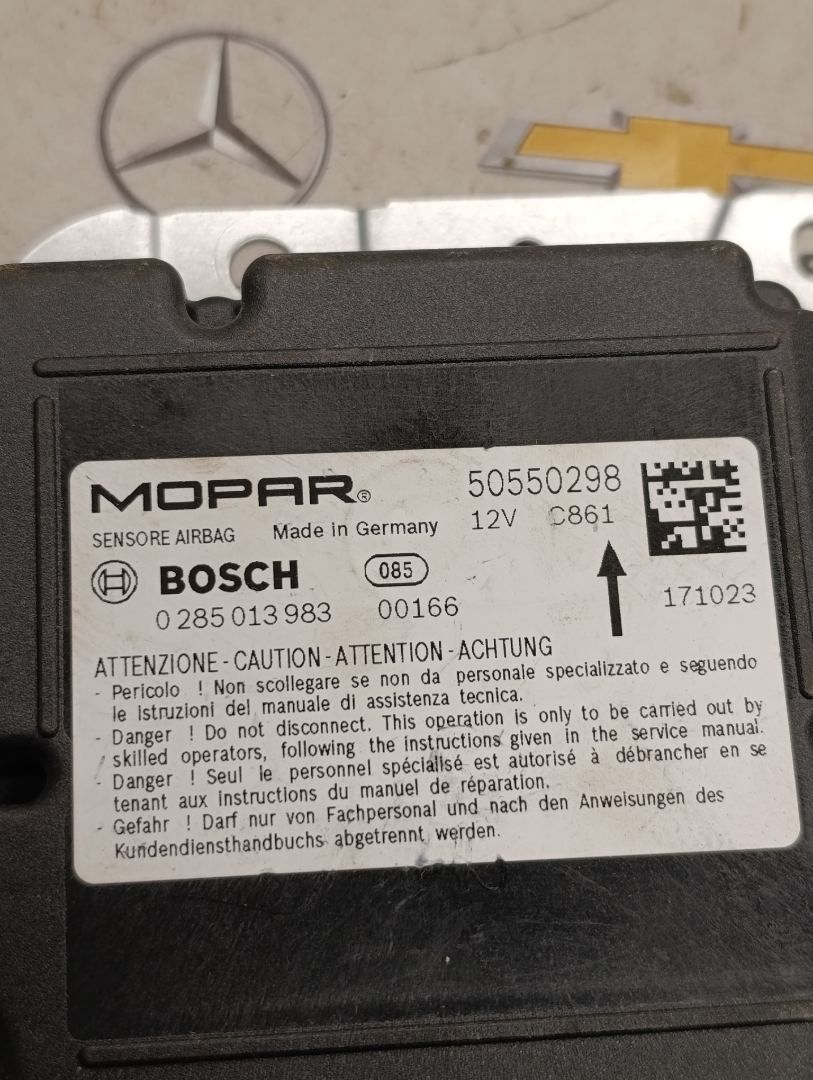 MOPAR® 50550298
SENSORE AIRBAG Made in Germany 12V C861
BOSCH 085
0 285 013 983 00166 171023
ATTENZIONE - CAUTION - ATTENTION - ACHTUNG
- Pericolo ! Non scollegare se non da personale specializzato e seguendo
le istruzioni del manuale di assistenza tecnica.
- Danger ! Do not disconnect. This operation is only to be carried out by
skilled operators, following the instructions given in the service manual.
- Danger ! Seul le personnel spécialisé est autorisé à débrancher en se
tenant aux instructions du manuel de réparation.
- Gefahr ! Darf nur von Fachpersonal und nach den Anweisungen des
Kundendiensthandbuchs abgetrennt werden.